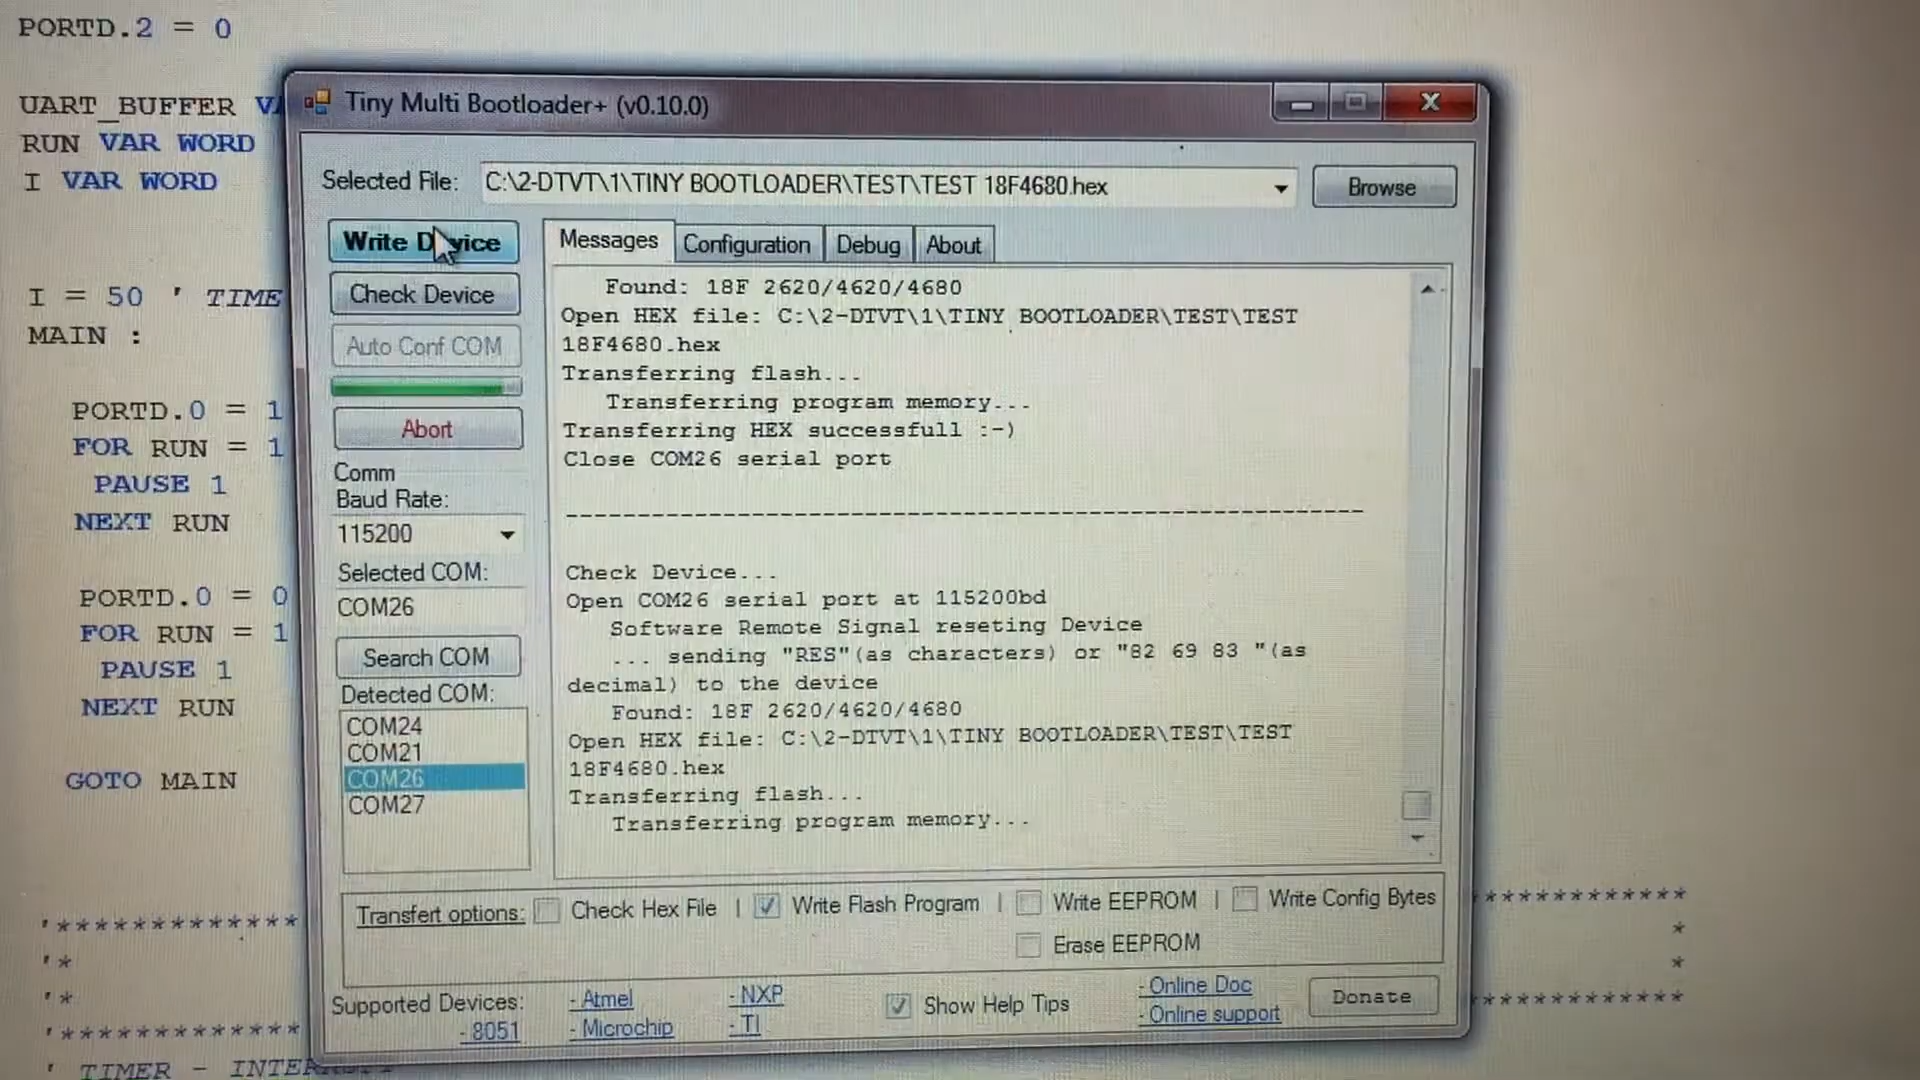 PORTD.2 = 0
UART_BUFFER
RUN VAR WORD
I VAR WORD
I = 50 ' TIME
MAIN :
PORTD.0 = 1
FOR RUN = 1
PAUSE 1
NEXT RUN
PORTD.0 = 0
FOR RUN = 1
PAUSE 1
NEXT RUN
GOTO MAIN
'*************
'*
'*
'*************
' TIMER -
Tiny Multi Bootloader+ (v0.10.0)
Selected File: C:\2-DTVT\1\TINY BOOTLOADER\TEST\TEST 18F4680.hex Browse
Write Device
Check Device
Auto Conf COM
Abort
Comm
Baud Rate:
115200
Selected COM:
COM26
Search COM
Detected COM:
COM24
COM21
COM26
COM27
Messages Configuration Debug About
Found: 18F 2620/4620/4680
Open HEX file: C:\2-DTVT\1\TINY BOOTLOADER\TEST\TEST
18F4680.hex
Transferring flash...
Transferring program memory...
Transferring HEX successfull :-)
Close COM26 serial port
--------------------------------------------------------
Check Device...
Open COM26 serial port at 115200bd
Software Remote Signal reseting Device
... sending "RES"(as characters) or "82 69 83 "(as
decimal) to the device
Found: 18F 2620/4620/4680
Open HEX file: C:\2-DTVT\1\TINY BOOTLOADER\TEST\TEST
18F4680.hex
Transferring flash...
Transferring program memory...
Transfert options: Check Hex File | Write Flash Program | Write EEPROM | Write Config Bytes
Erase EEPROM
Supported Devices: - Atmel - NXP Show Help Tips - Online Doc Donate
- 8051 - Microchip - TI - Online support
***********
*
*
***********